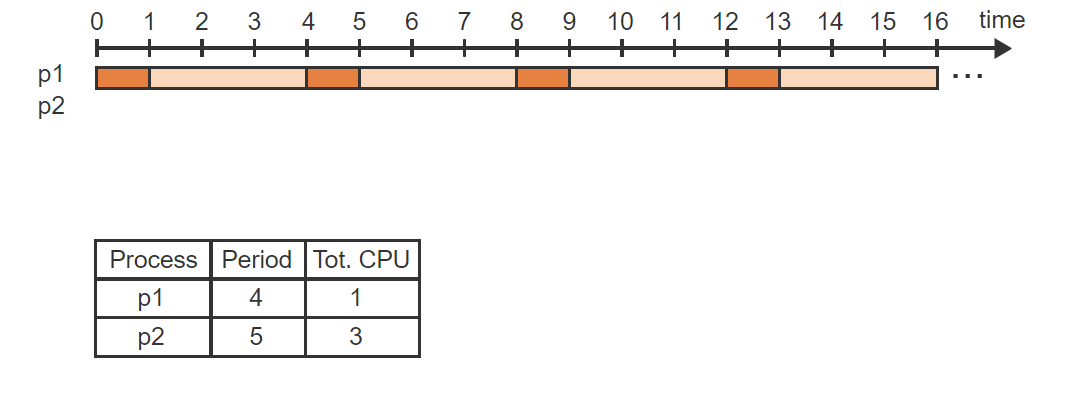 0 1 2 3 4 5 6 7 8 9 10 11 12 13 14 15 16 time
p1 ...
p2
Process Period Tot. CPU
p1 4 1
p2 5 3